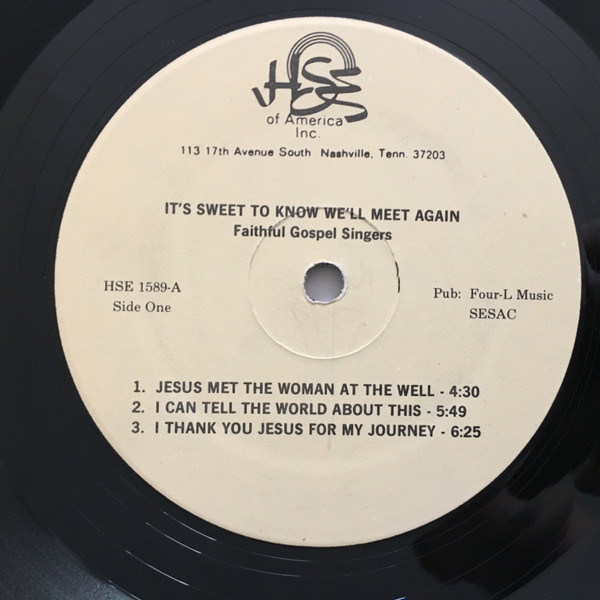 HSE
of America
Inc.
113 17th Avenue South Nashville, Tenn. 37203
IT'S SWEET TO KNOW WE'LL MEET AGAIN
Faithful Gospel Singers
HSE 1589-A
Side One
Pub: Four-L Music
SESAC
1. JESUS MET THE WOMAN AT THE WELL - 4:30
2. I CAN TELL THE WORLD ABOUT THIS - 5:49
3. I THANK YOU JESUS FOR MY JOURNEY - 6:25